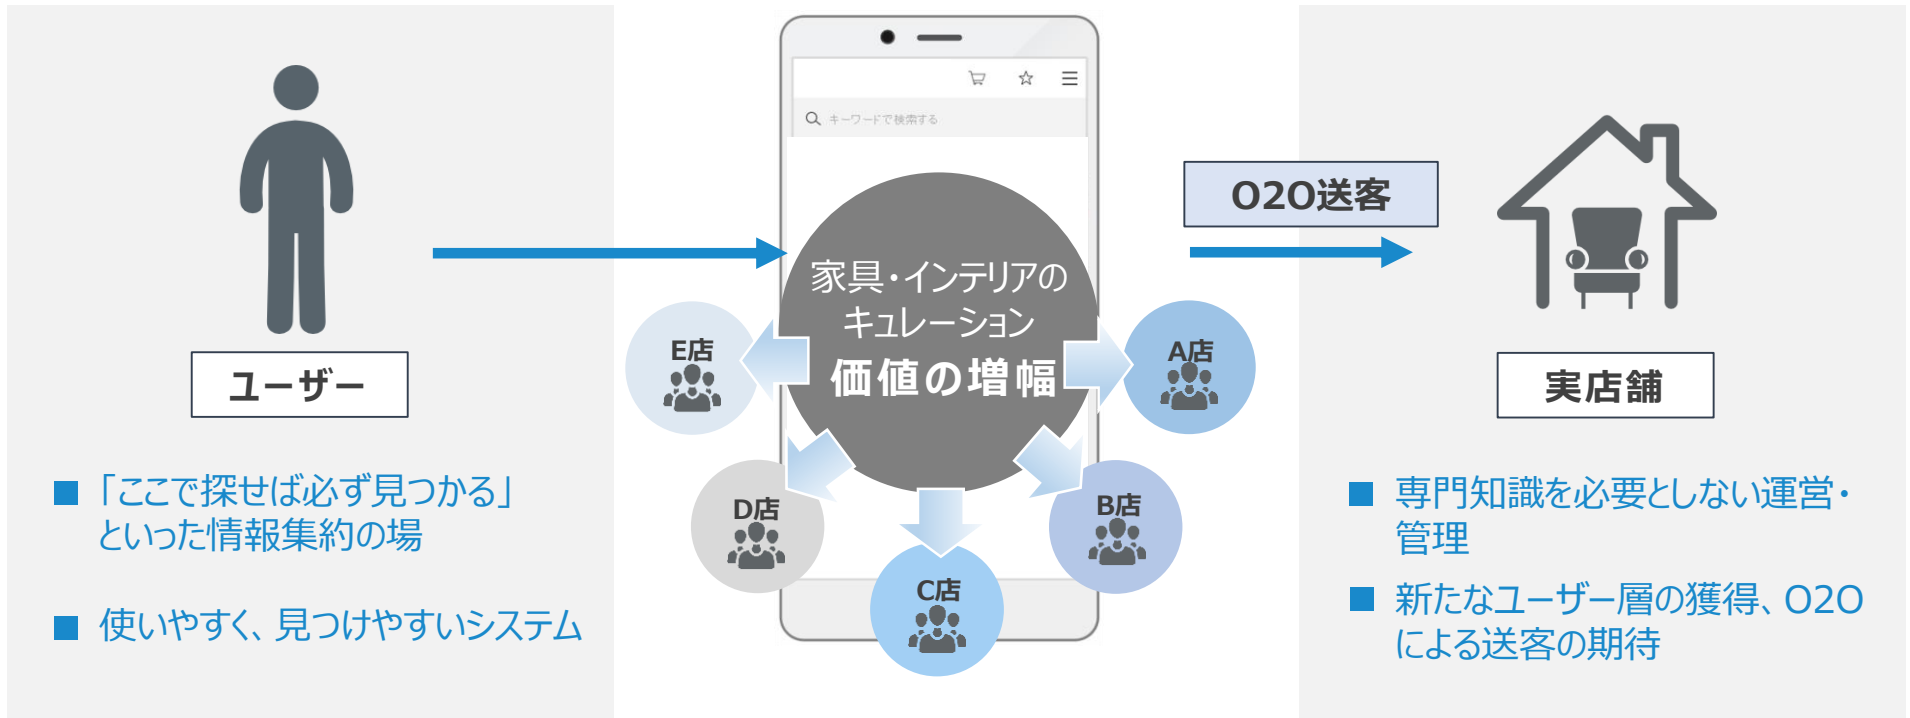 ユーザー
■ 「ここで探せば必ず見つかる」
といった情報集約の場
■ 使いやすく、見つけやすいシステム
キーワードで検索する
家具・インテリアの
キュレーション
価値の増幅
E店
A店
D店
B店
C店
O2O送客
実店舗
■ 専門知識を必要としない運営・
管理
■ 新たなユーザー層の獲得、O2O
による送客の期待